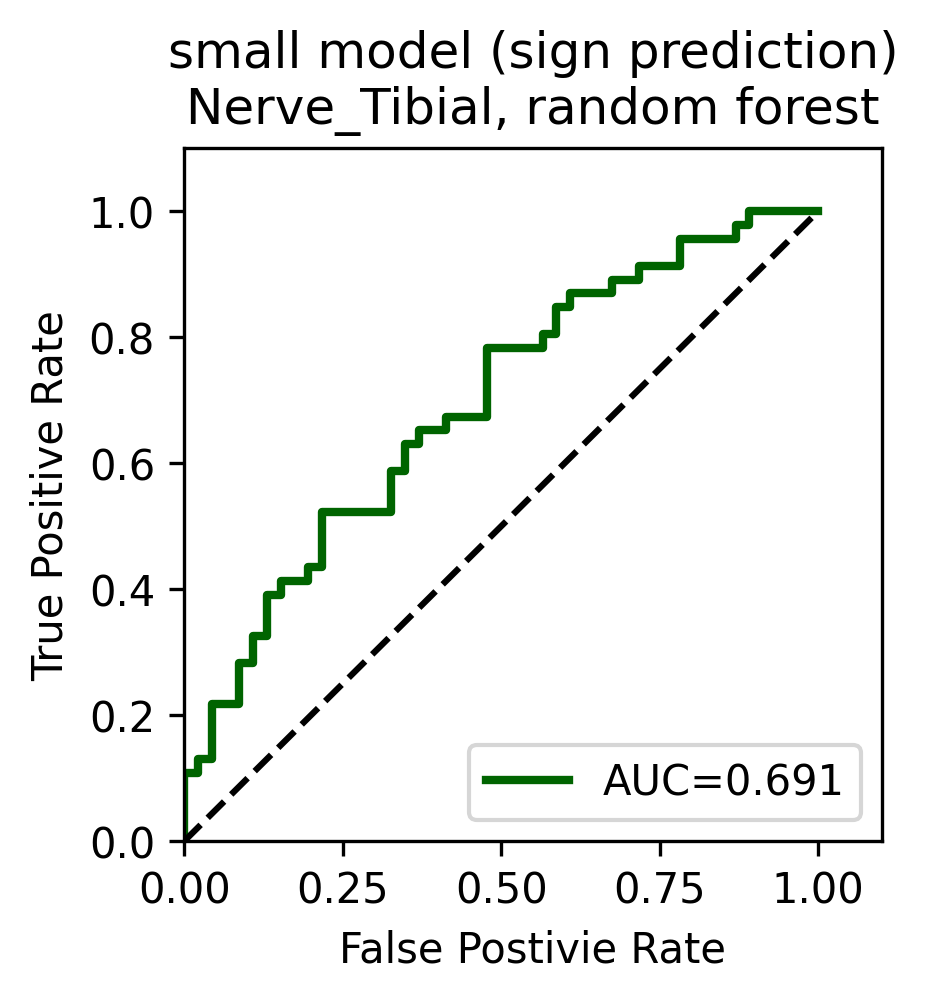 small model (sign prediction)
Nerve_Tibial, random forest
1.0
0.8
0.6
0.4
0.2
0.0
True Positive Rate
AUC=0.691
0.00 0.25 0.50 0.75 1.00
False Postivie Rate